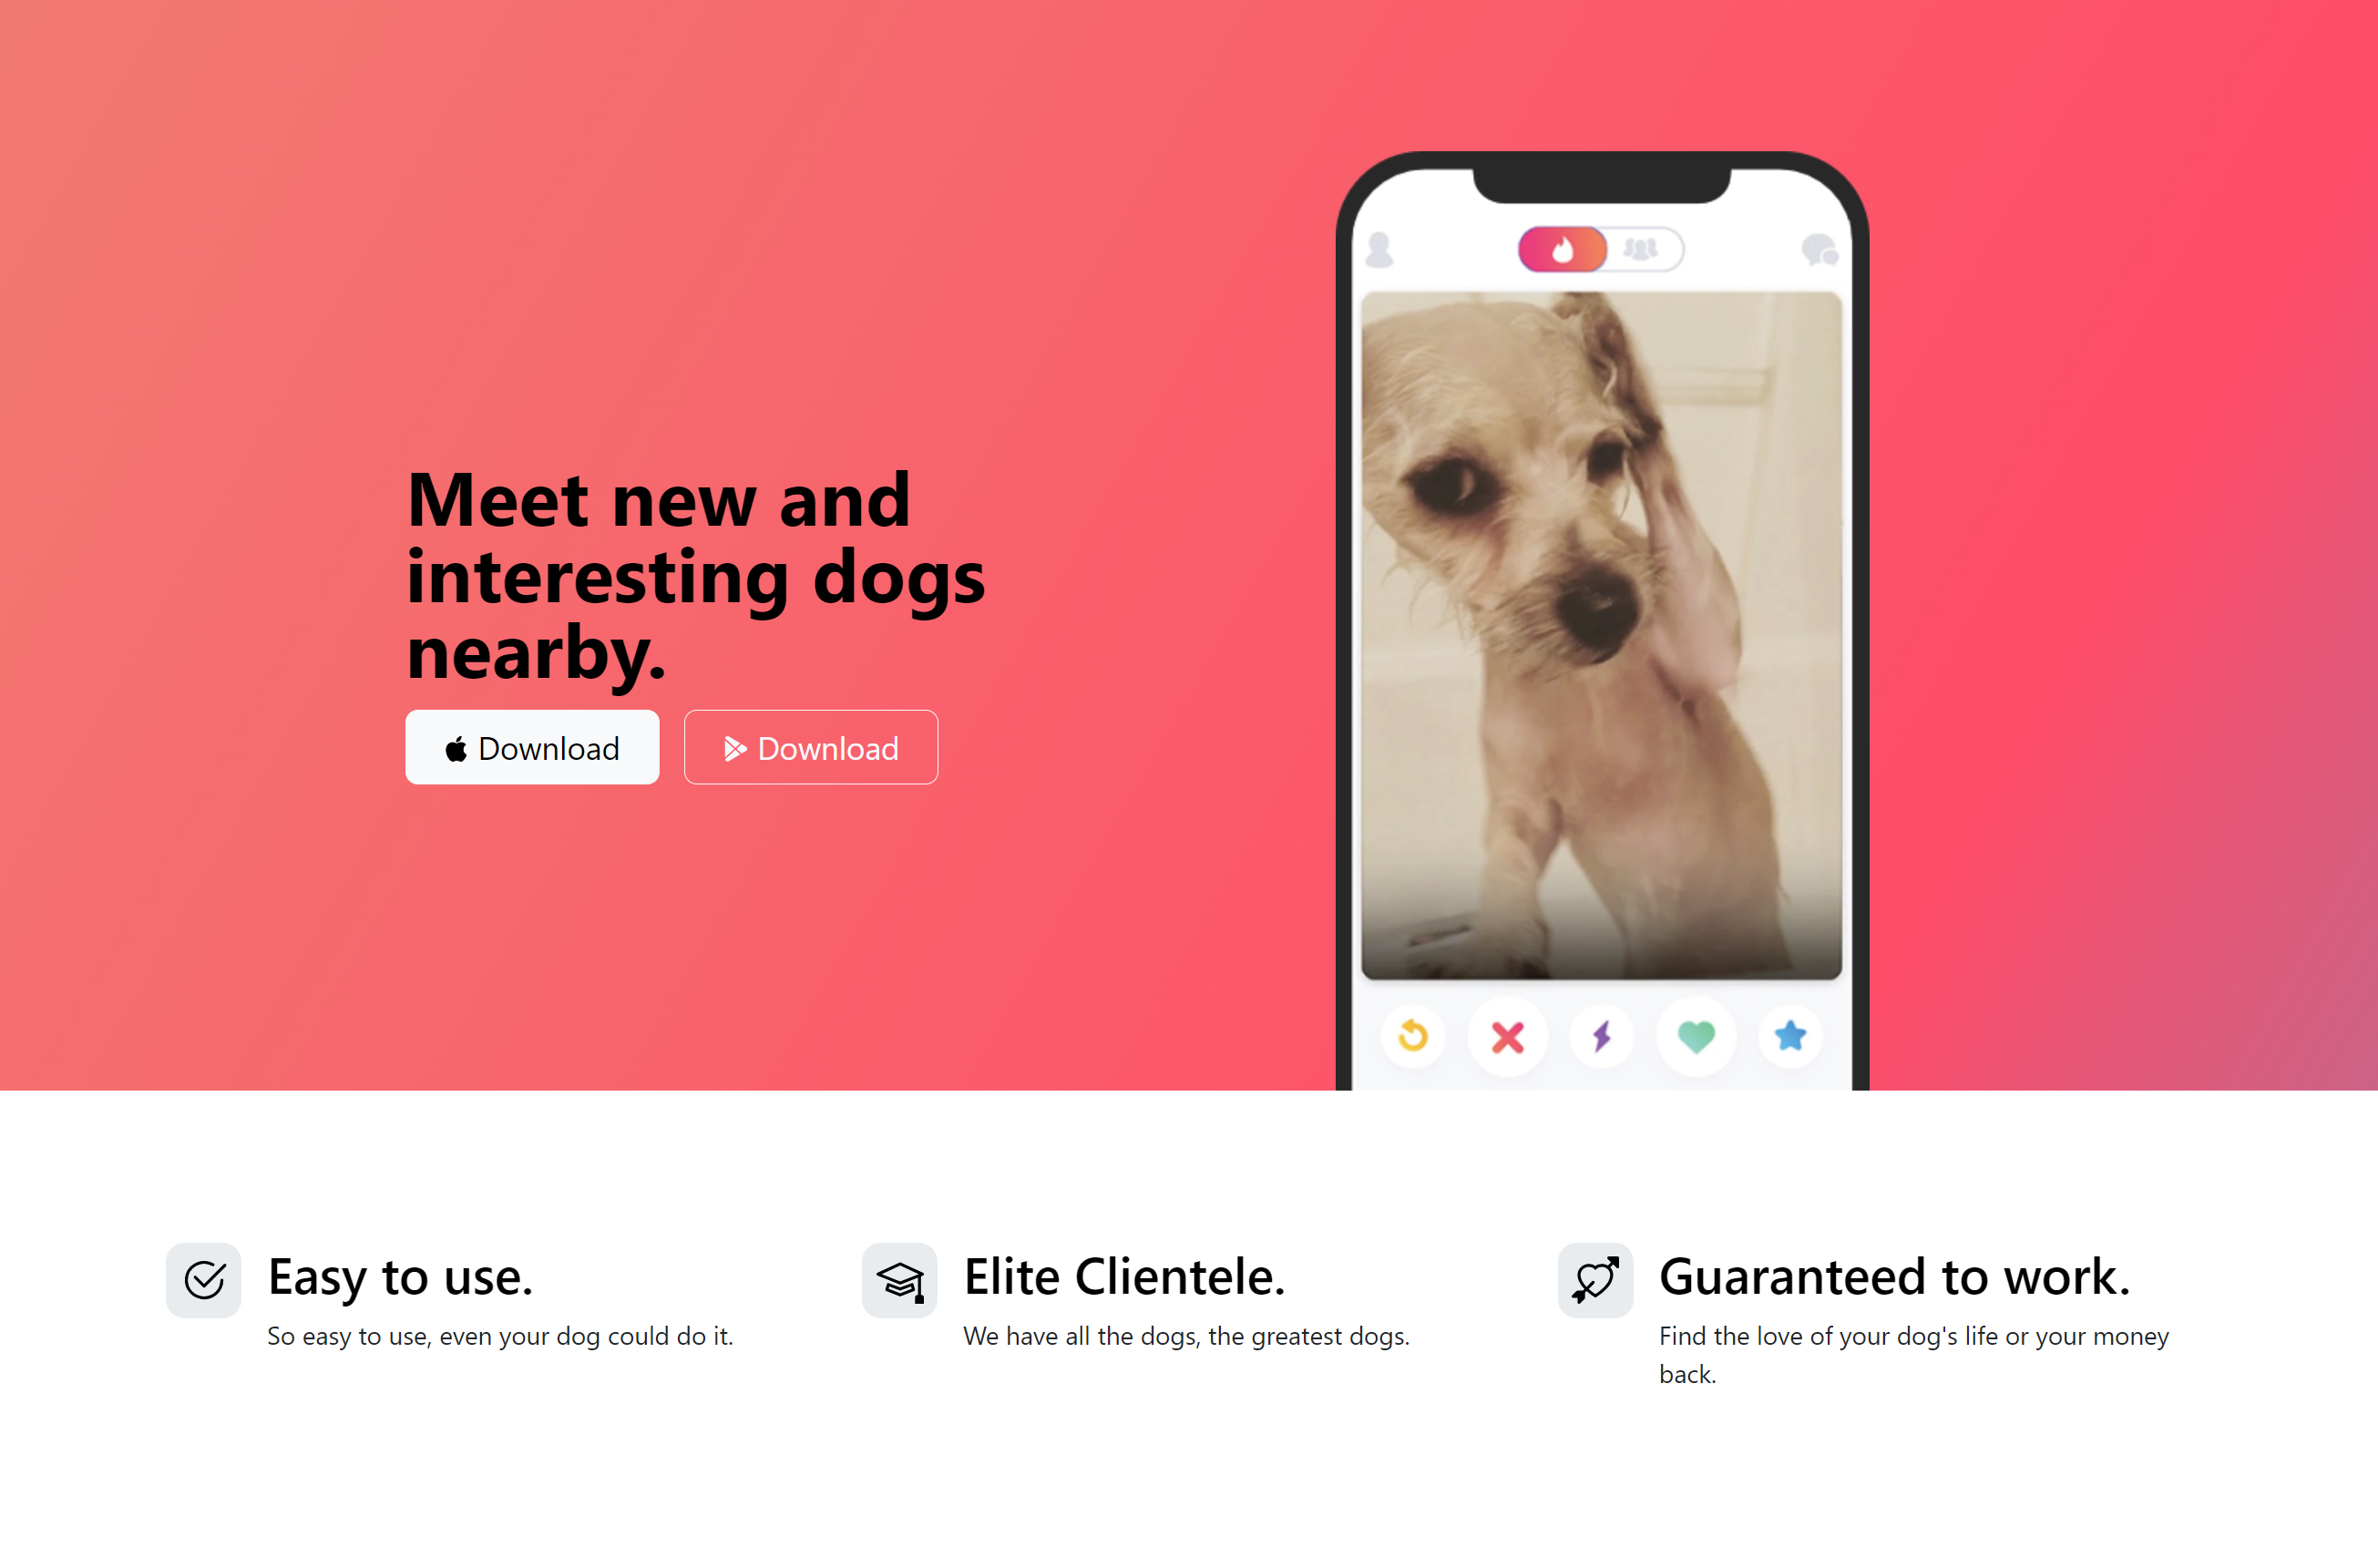 Meet new and
interesting dogs
nearby.
Download
Download
Easy to use.
So easy to use, even your dog could do it.
Elite Clientele.
We have all the dogs, the greatest dogs.
Guaranteed to work.
Find the love of your dog's life or your money
back.